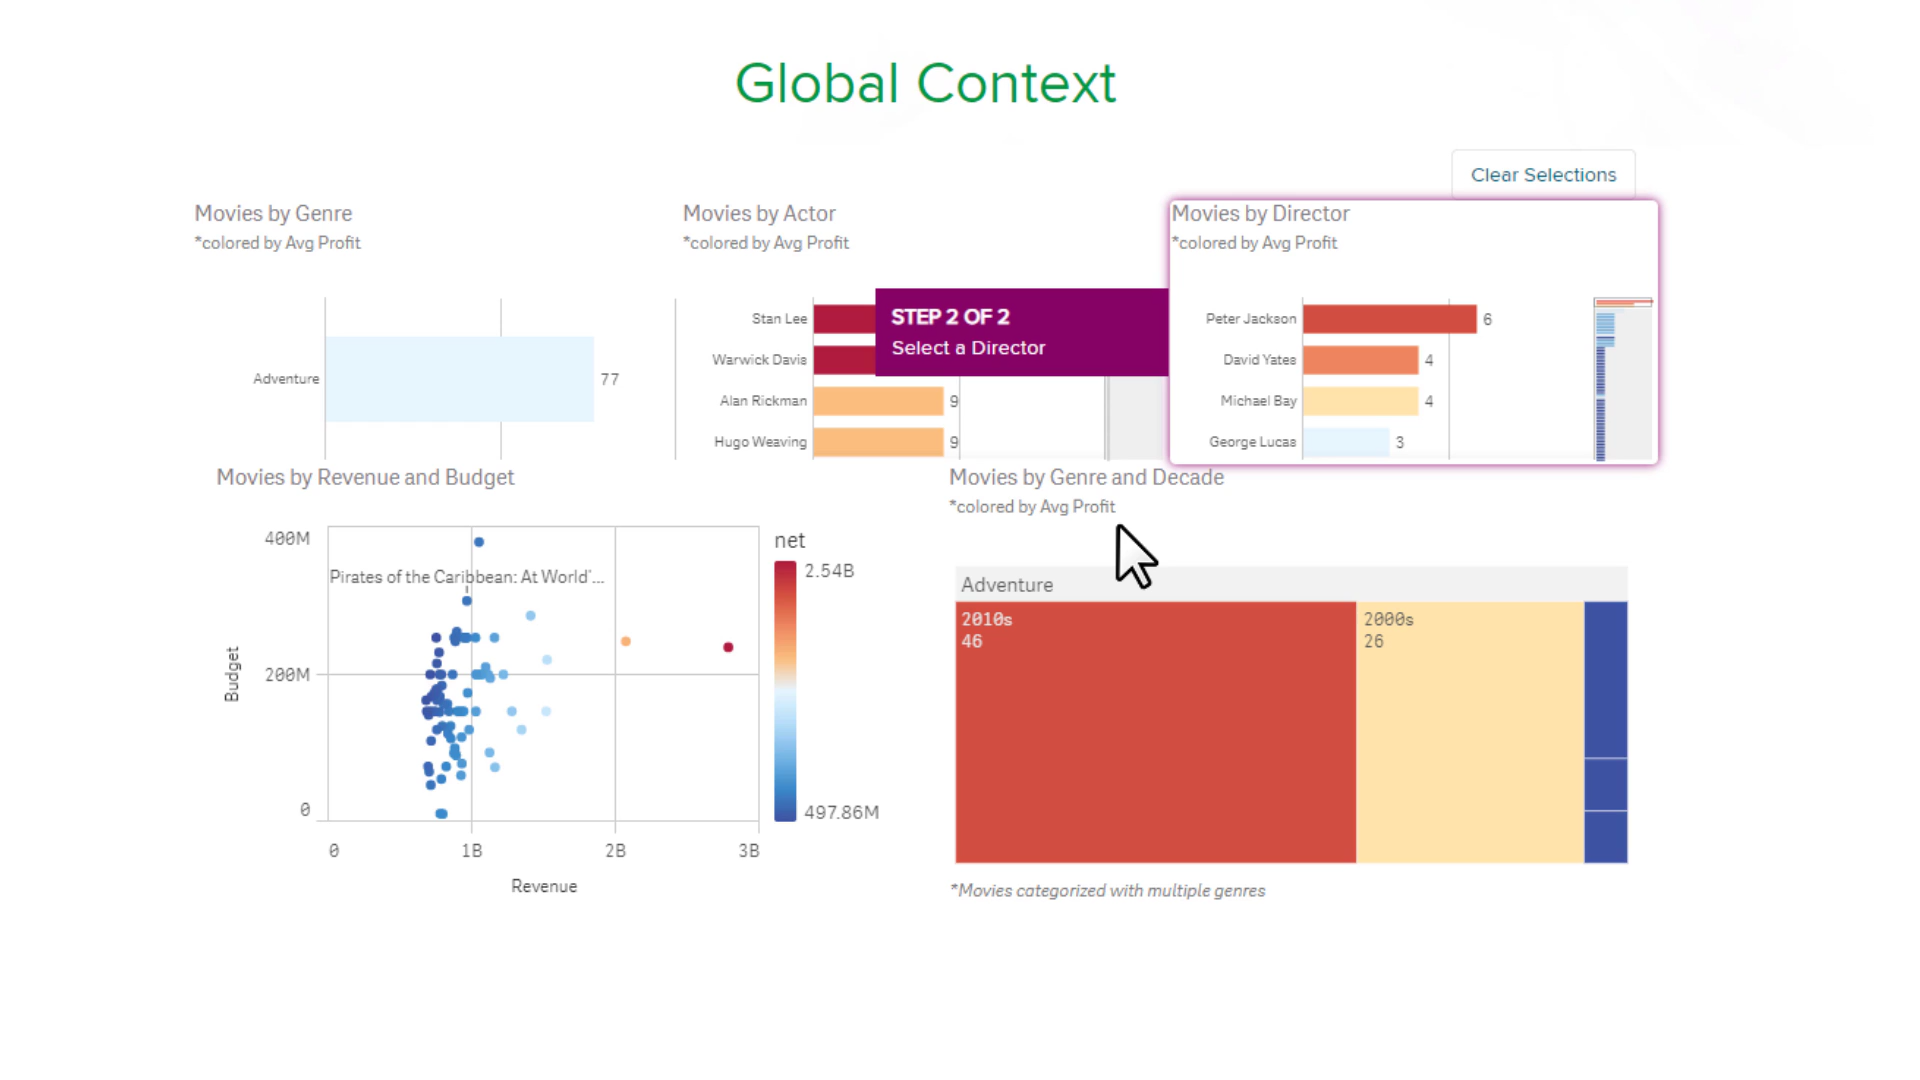 Global Context
Clear Selections
Movies by Genre
*colored by Avg Profit
Adventure
77
Movies by Actor
*colored by Avg Profit
Stan Lee
Warwick Davis
Alan Rickman
9
Hugo Weaving
9
STEP 2 OF 2
Select a Director
Movies by Director
*colored by Avg Profit
Peter Jackson
6
David Yates
4
Michael Bay
4
George Lucas
3
Movies by Revenue and Budget
400M
200M
0
Budget
Pirates of the Caribbean: At World'...
0
1B
2B
3B
Revenue
net
2.54B
497.86M
Movies by Genre and Decade
*colored by Avg Profit
Adventure
2010s
46
2000s
26
*Movies categorized with multiple genres